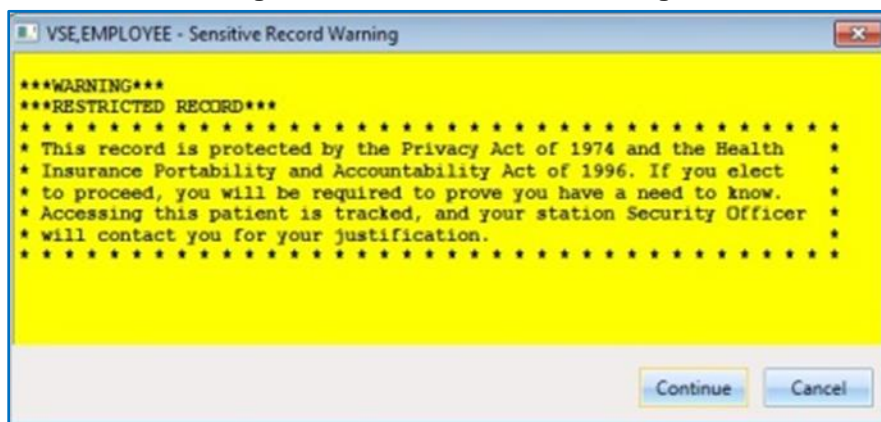 VSE,EMPLOYEE - Sensitive Record Warning
***WARNING***
***RESTRICTED RECORD***
* * * * * * * * * * * * * * * * * * * * * * * * * * * * * * * * * * * * *
* This record is protected by the Privacy Act of 1974 and the Health *
* Insurance Portability and Accountability Act of 1996. If you elect *
* to proceed, you will be required to prove you have a need to know. *
* Accessing this patient is tracked, and your station Security Officer *
* will contact you for your justification. *
* * * * * * * * * * * * * * * * * * * * * * * * * * * * * * * * * * * * *
Continue Cancel